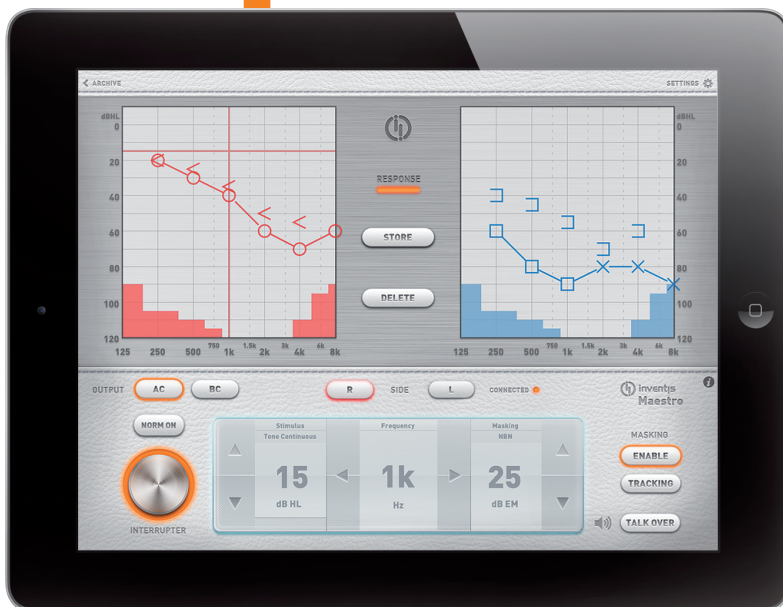 ARCHIVE
SETTINGS
dBHL
0
20
40
60
80
100
120
125 250 500 750 1k 1.5k 2k 3k 4k 6k 8k
RESPONSE
STORE
DELETE
dBHL
0
20
40
60
80
100
120
125 250 500 750 1k 1.5k 2k 3k 4k 6k 8k
OUTPUT AC BC R SIDE L CONNECTED
inventis
Maestro
NORM ON
INTERRUPTER
Stimulus
Tone Continuous
15
dB HL
Frequency
1k
Hz
Masking
NBN
25
dB EM
MASKING
ENABLE
TRACKING
TALK OVER